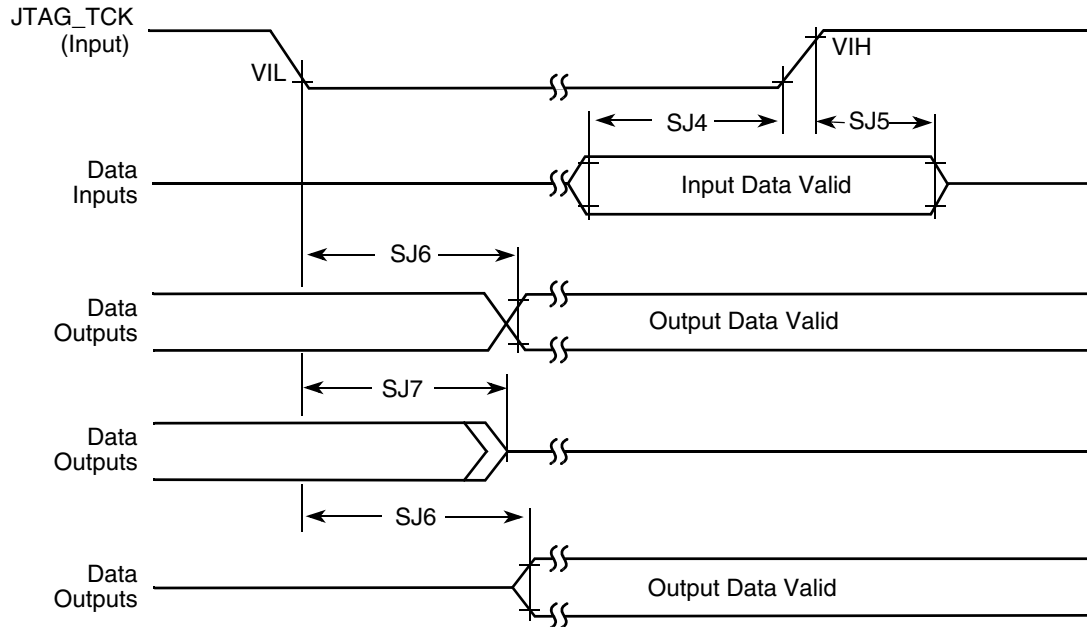 JTAG_TCK
(Input)
VIL
VIH
SJ4
SJ5
Data
Inputs
Input Data Valid
SJ6
Data
Outputs
Output Data Valid
SJ7
Data
Outputs
SJ6
Data
Outputs
Output Data Valid